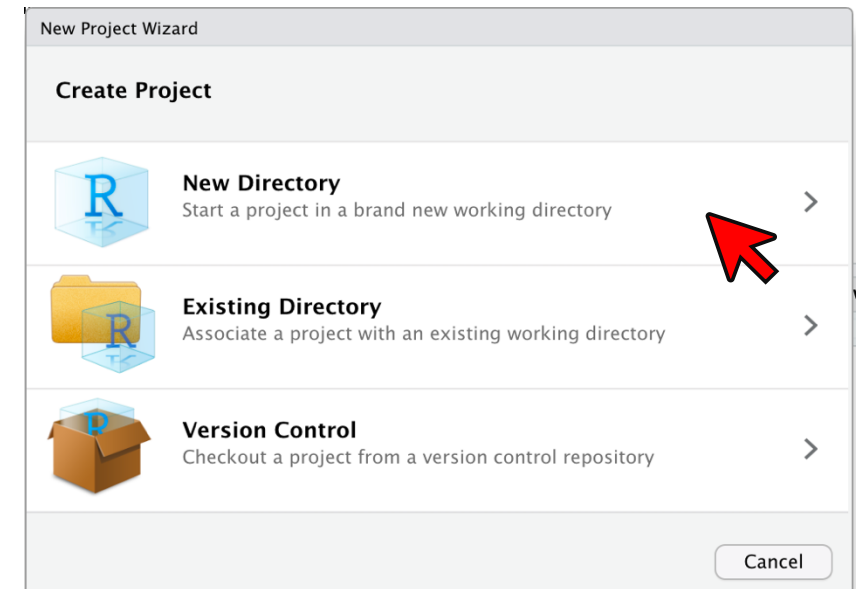 New Project Wizard
Create Project
R
New Directory
Start a project in a brand new working directory
R
Existing Directory
Associate a project with an existing working directory
R
Version Control
Checkout a project from a version control repository
Cancel